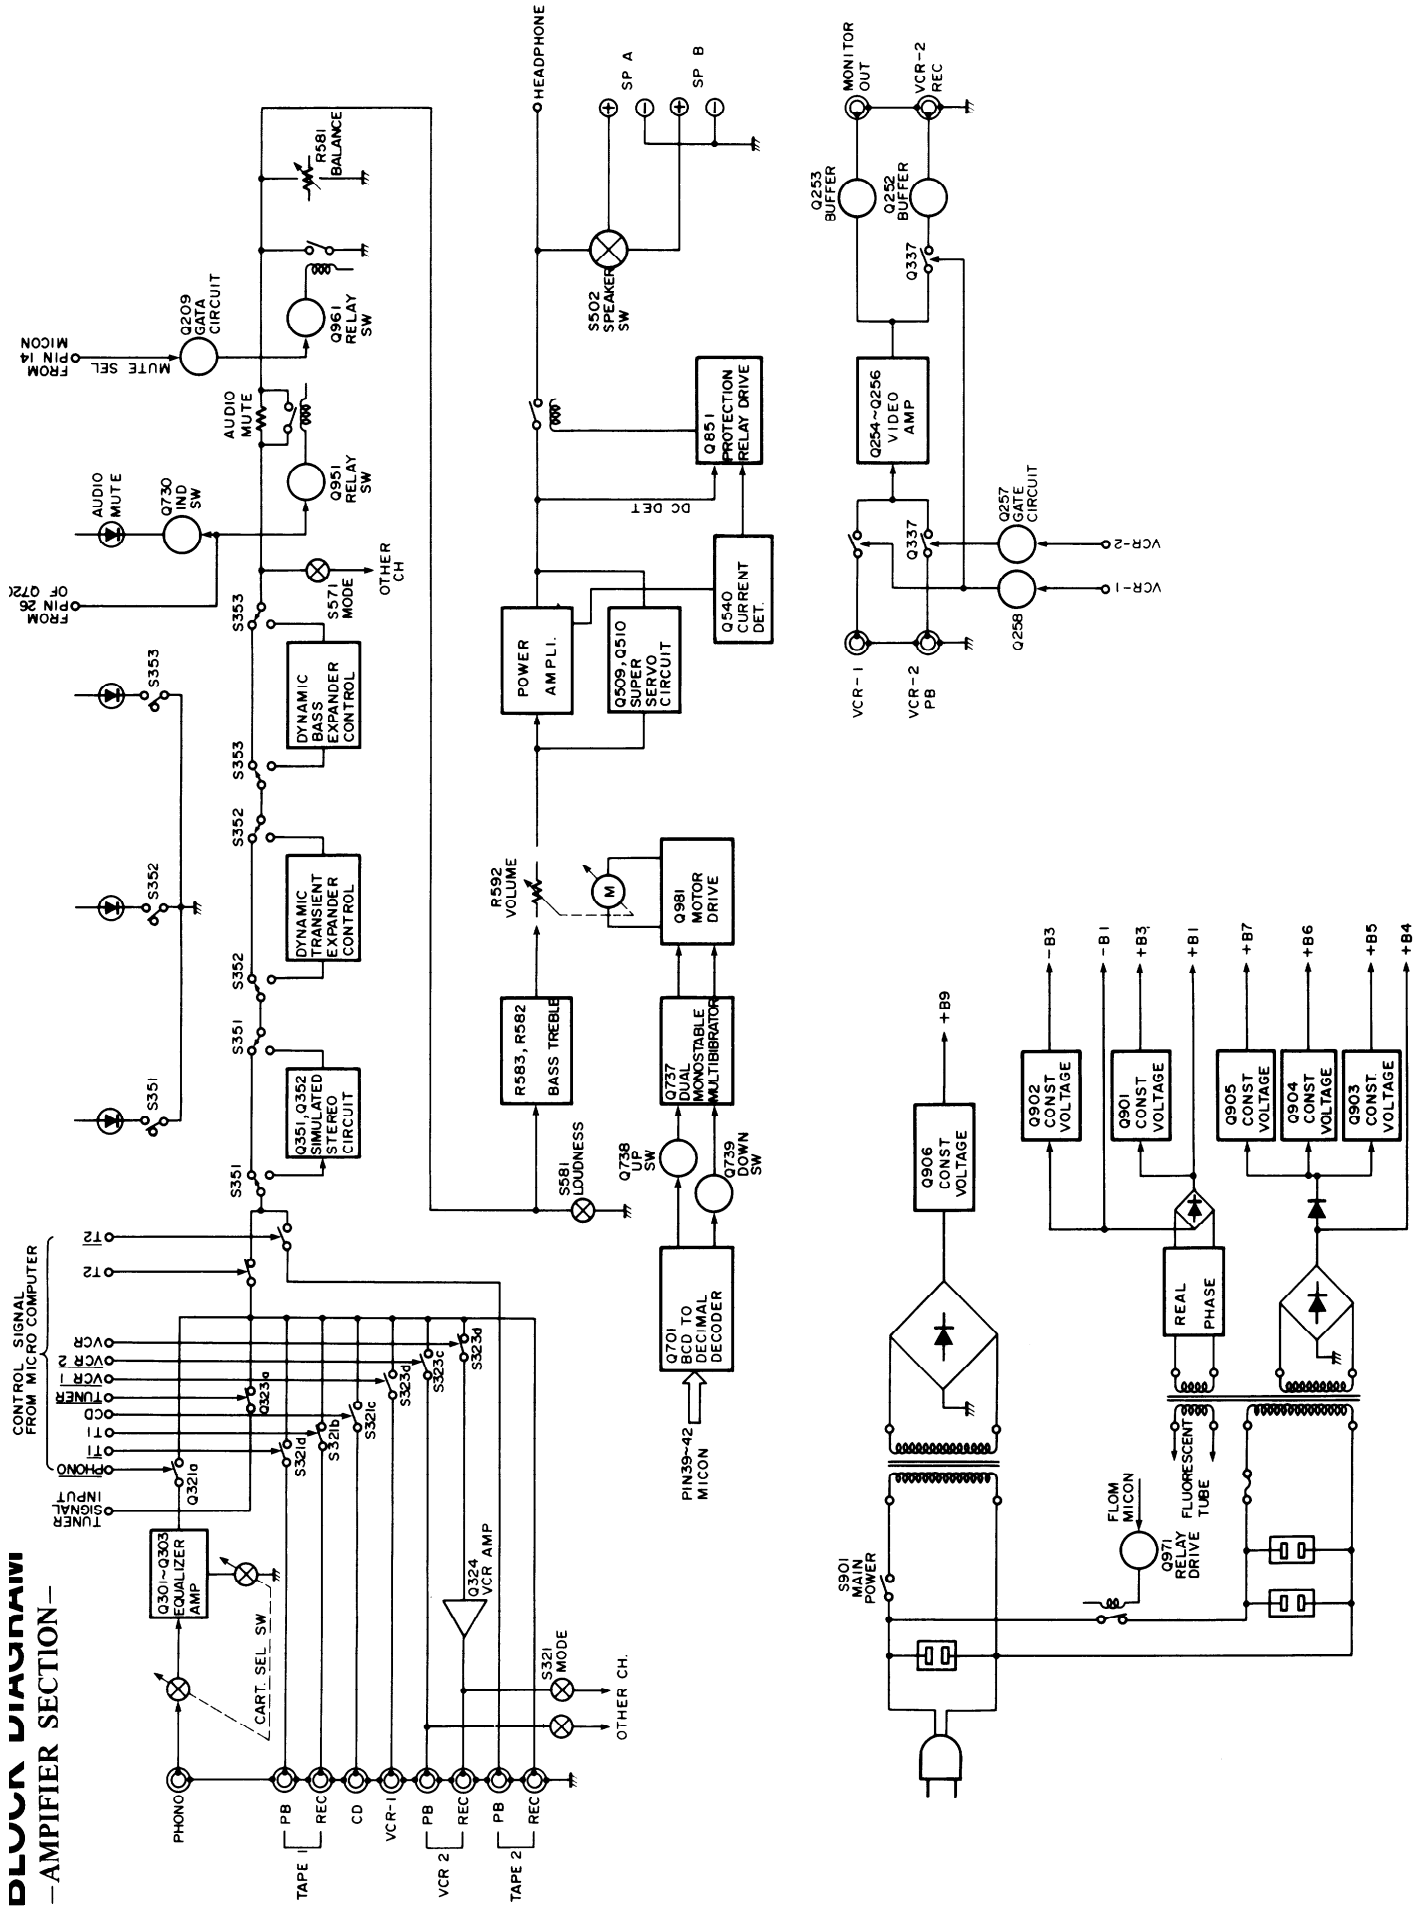 BLOCK DIAGRAM
—AMPIFIER SECTION—
PHONO
TAPE 1
PB
REC
CD
VCR-1
VCR 2
PB
REC
TAPE 2
PB
REC
CART. SEL SW
Q301~Q303
EQUALIZER
AMP
TUNER
SIGNAL
INPUT
CONTROL SIGNAL
FROM MICRO COMPUTER
PHONO
T1
T1
CD
TUNER
VCR 1
VCR 2
VCR
T2
T2
Q321a
S321d
S321b
S321c
Q323a
S323d
S323c
S323d
Q324
VCR AMP
S321
MODE
OTHER CH.
S351
Q351, Q352
SIMULATED
STEREO
CIRCUIT
S351
S352
DYNAMIC
TRANSIENT
EXPANDER
CONTROL
S352
S353
DYNAMIC
BASS
EXPANDER
CONTROL
S353
S351
S352
S353
FROM
PIN 26
OF Q720
S571
MODE
OTHER
CH
AUDIO
MUTE
Q730
IND
SW
Q951
RELAY
SW
AUDIO
MUTE
FROM
PIN 14
MICON
MUTE SEL
Q209
GATA
CIRCUIT
Q961
RELAY
SW
R581
BALANCE
S581
LOUDNESS
R583, R582
BASS TREBLE
R592
VOLUME
M
PIN39~42
MICON
Q701
BCD TO
DECIMAL
DECODER
Q738
UP
SW
Q739
DOWN
SW
Q737
DUAL
MONOSTABLE
MULTIBIBRATOR
Q981
MOTOR
DRIVE
POWER
AMPLI.
Q509, Q510
SUPER
SERVO
CIRCUIT
Q540
CURRENT
DET.
DC DET
Q851
PROTECTION
RELAY DRIVE
S502
SPEAKER
SW
HEADPHONE
SP A
SP B
VCR-1
VCR-2
PB
Q337
Q258
Q257
GATE
CIRCUIT
VCR-1
VCR-2
Q254~Q256
VIDEO
AMP
Q337
Q253
BUFFER
Q252
BUFFER
MONITOR
OUT
VCR-2
REC
S901
MAIN
POWER
FLOM
MICON
Q971
RELAY
DRIVE
FLUORESCENT
TUBE
REAL
PHASE
Q906
CONST
VOLTAGE
+B9
Q902
CONST
VOLTAGE
-B3
-B1
Q901
CONST
VOLTAGE
+B3
+B1
Q905
CONST.
VOLTAGE
+B7
Q904
CONST
VOLTAGE
+B6
Q903
CONST.
VOLTAGE
+B5
+B4